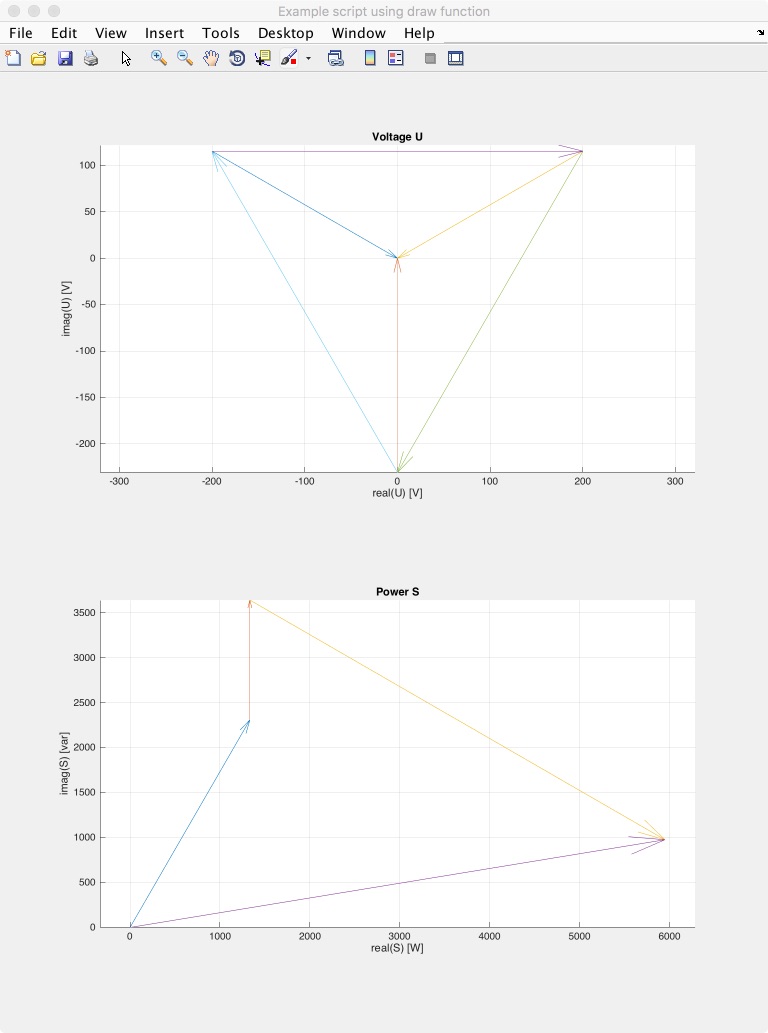 Example script using draw function
File Edit View Insert Tools Desktop Window Help
Voltage U
100
50
0
-50
-100
-150
-200
imag(U) [V]
-300 -200 -100 0 100 200 300
real(U) [V]
Power S
3500
3000
2500
2000
1500
1000
500
0
imag(S) [var]
0 1000 2000 3000 4000 5000 6000
real(S) [W]